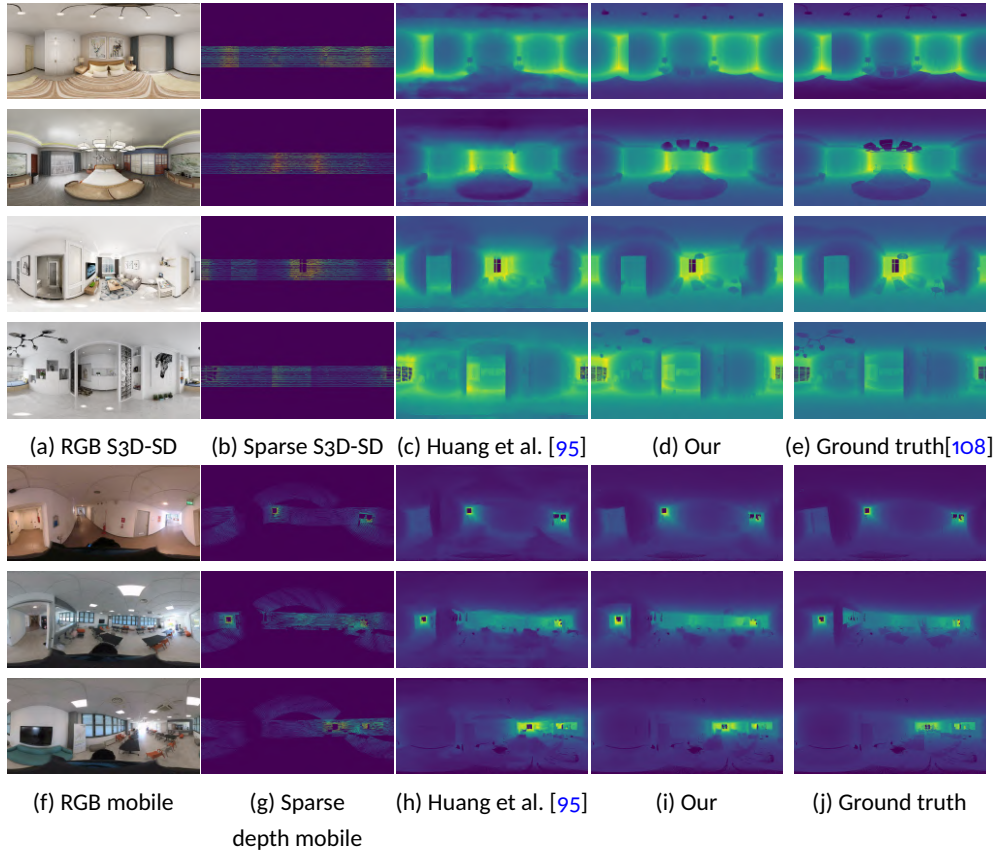 (a) RGB S3D-SD (b) Sparse S3D-SD (c) Huang et al. [95] (d) Our (e) Ground truth[108]
(f) RGB mobile (g) Sparse (h) Huang et al. [95] (i) Our (j) Ground truth
depth mobile